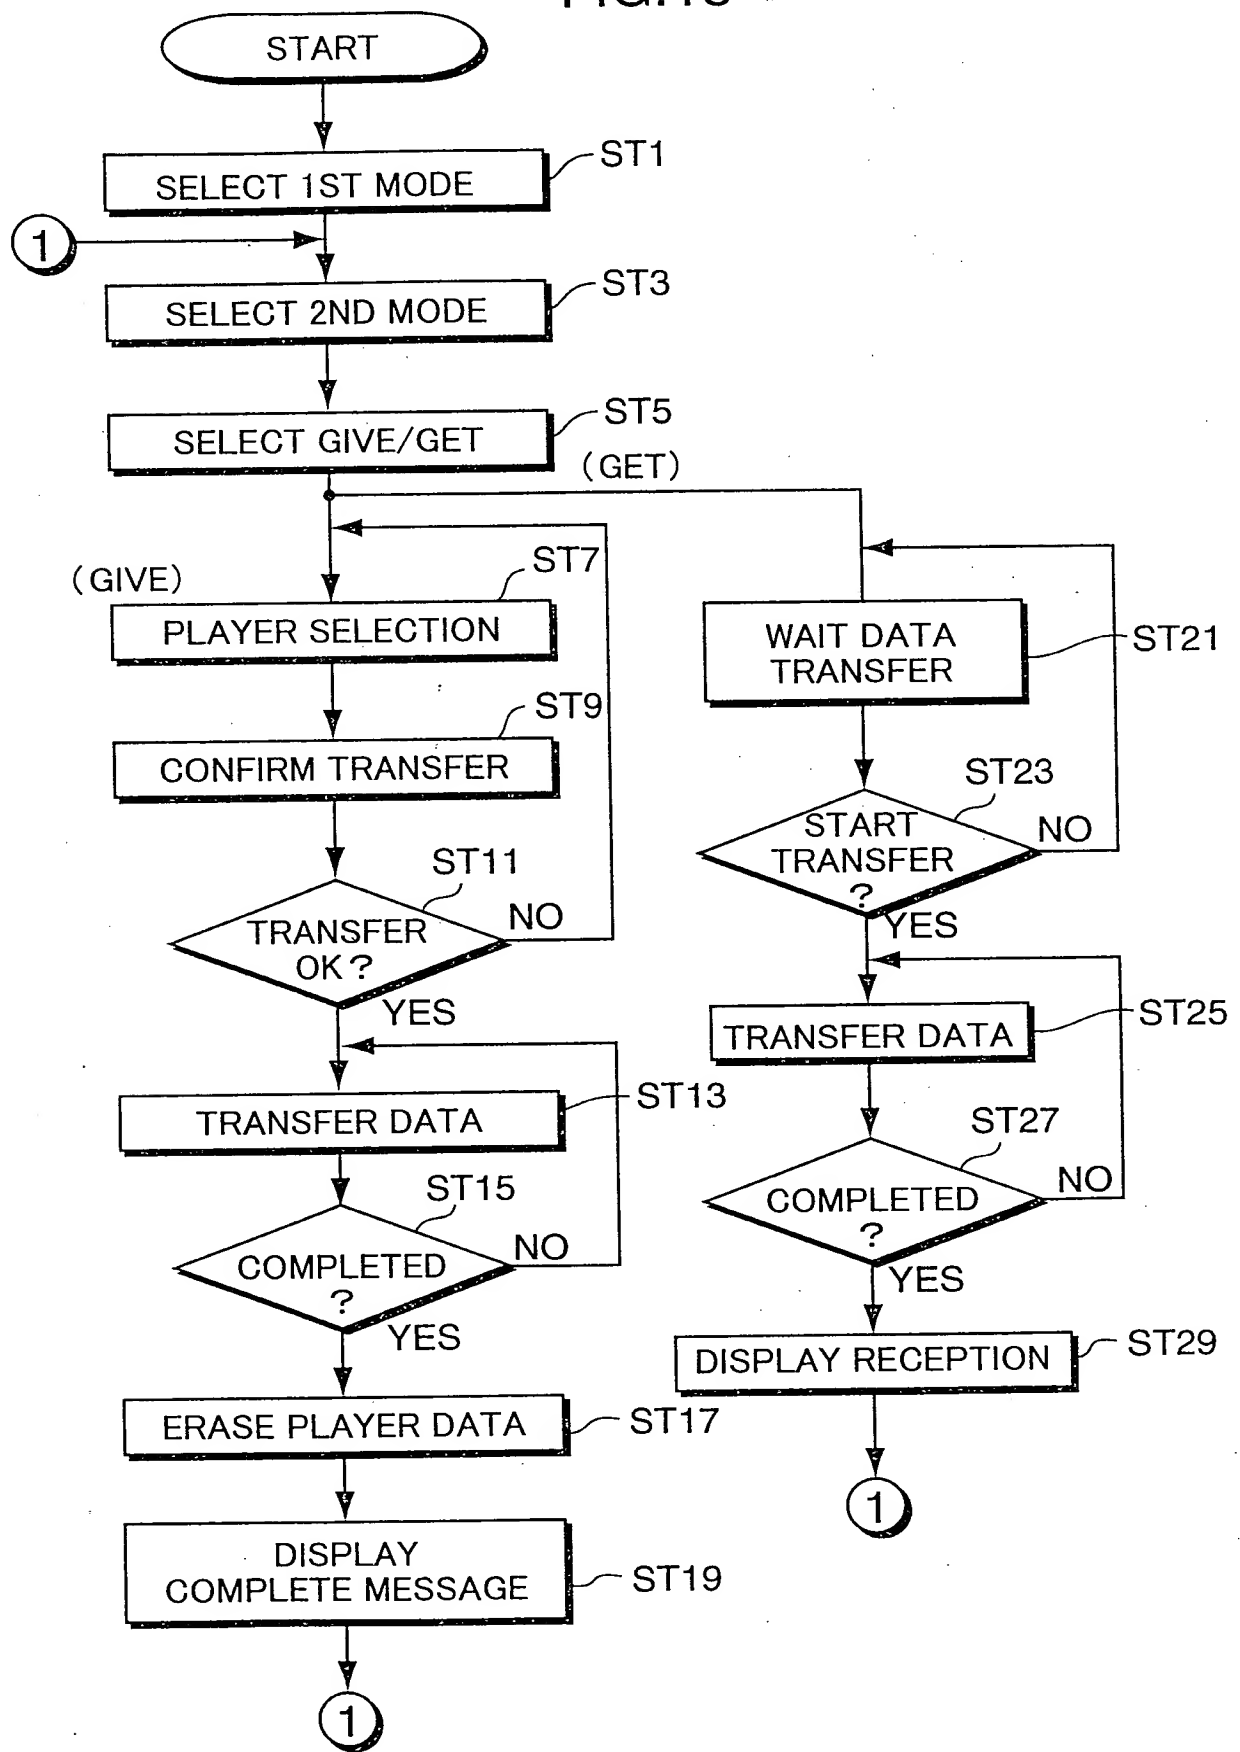 START
SELECT 1ST MODE
ST1
1
SELECT 2ND MODE
ST3
SELECT GIVE/GET
ST5
(GET)
(GIVE)
PLAYER SELECTION
ST7
CONFIRM TRANSFER
ST9
TRANSFER
OK?
ST11
NO
YES
TRANSFER DATA
ST13
COMPLETED
?
ST15
NO
YES
ERASE PLAYER DATA
ST17
DISPLAY
COMPLETE MESSAGE
ST19
1
WAIT DATA
TRANSFER
ST21
START
TRANSFER
?
ST23
NO
YES
TRANSFER DATA
ST25
COMPLETED
?
ST27
NO
YES
DISPLAY RECEPTION
ST29
1